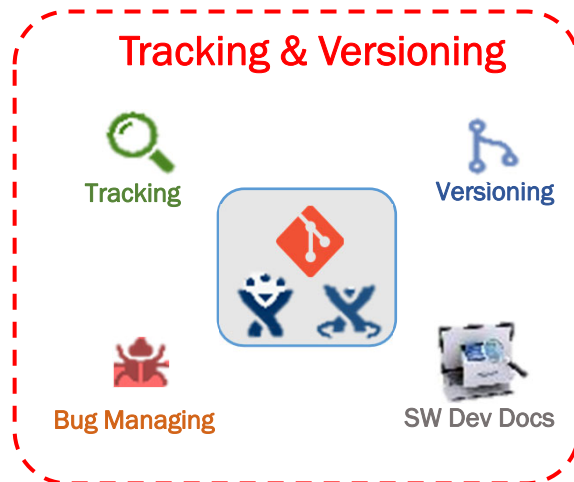 Tracking & Versioning
Tracking
Versioning
Bug Managing
SW Dev Docs